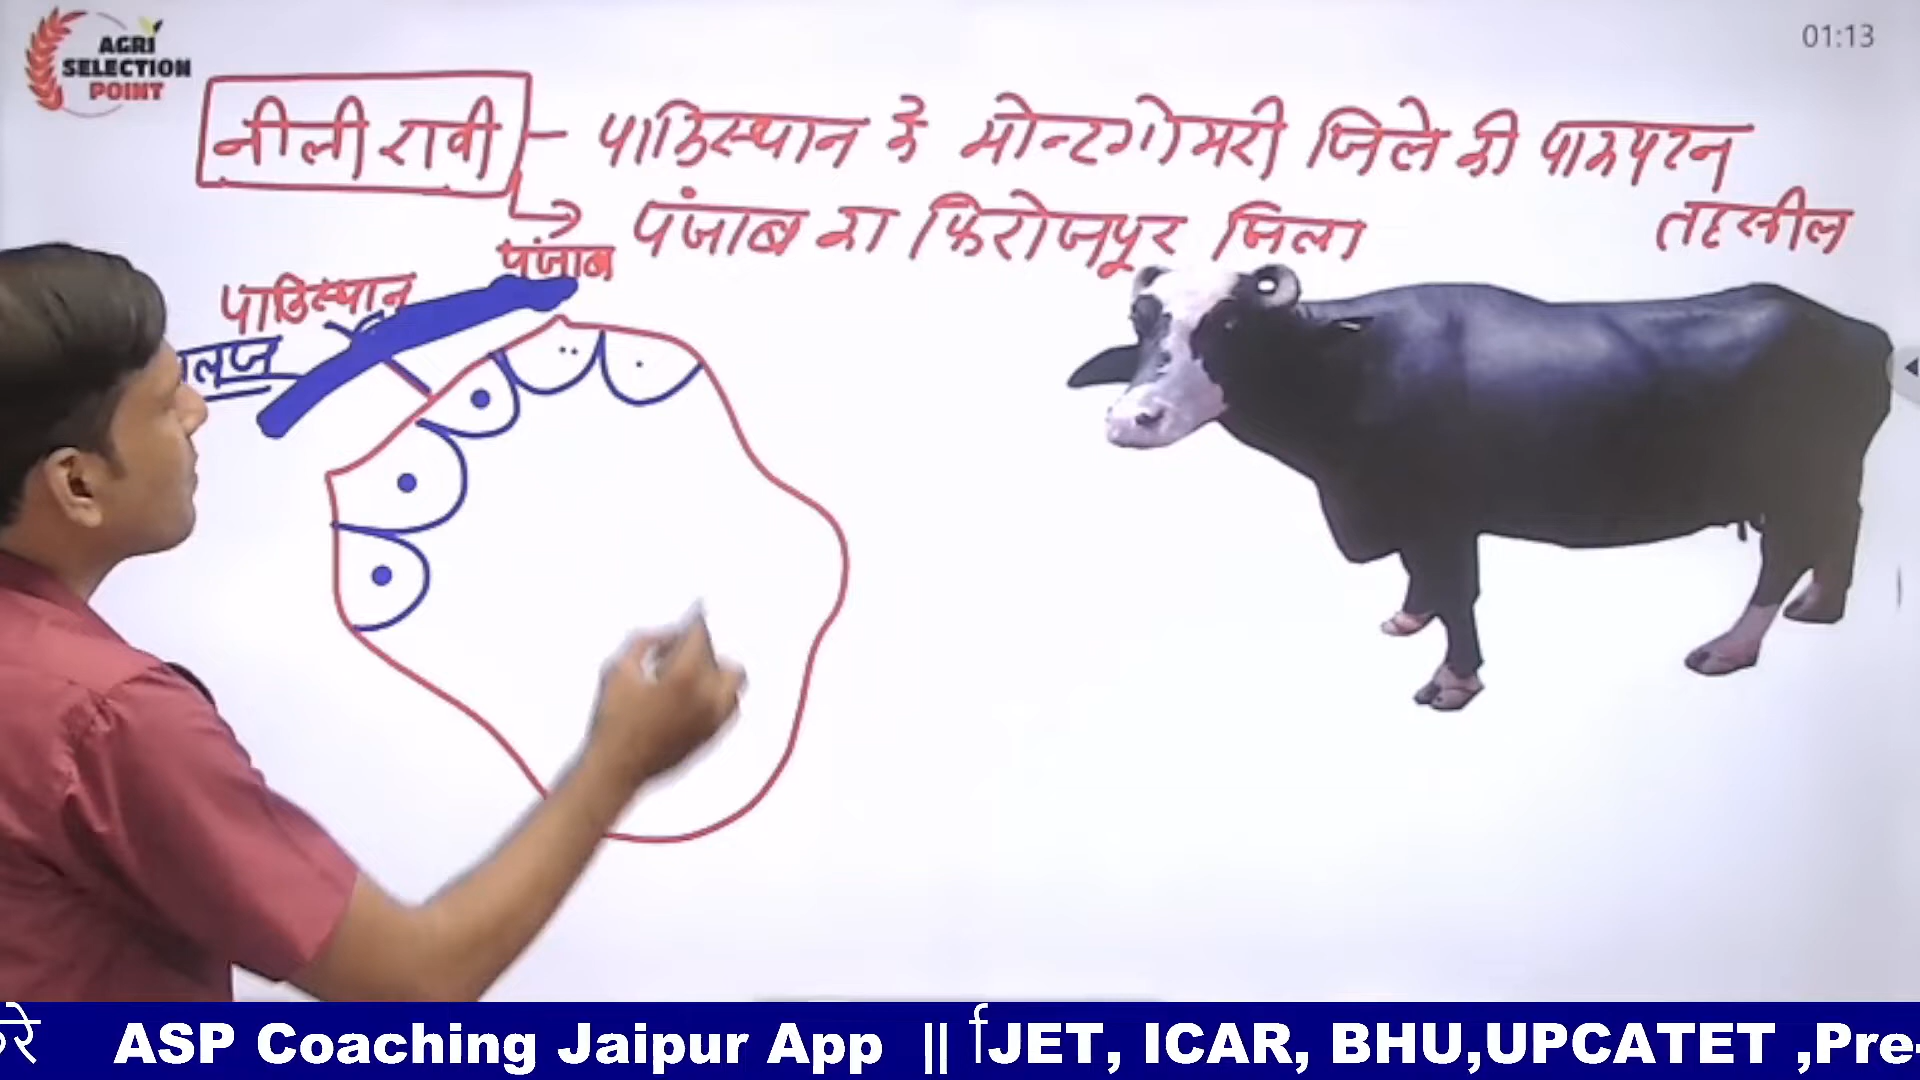 AGRI
SELECTION
POINT
01:13
नीली रावी – पाकिस्थान के मोन्टगोमरी जिले की पाकपटन
तहसील
पंजाब का फिरोजपुर जिला
पंजाब
पाकिस्थान
लज
रे ASP Coaching Jaipur App || JET, ICAR, BHU,UPCATET ,Pre-